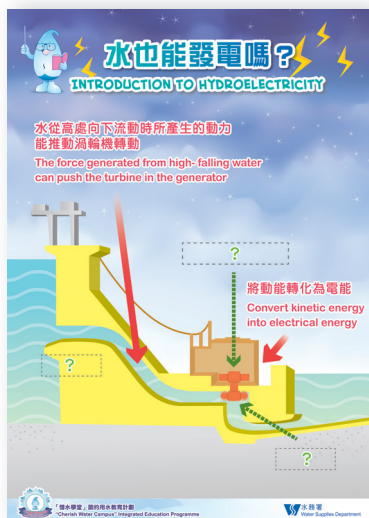 水也能發電嗎？
INTRODUCTION TO HYDROELECTRICITY
水從高處向下流動時所產生的動力
能推動渦輪機轉動
The force generated from high- falling water
can push the turbine in the generator
?
將動能轉化為電能
Convert kinetic energy
into electrical energy
?
?
「惜水學堂」節約用水教育計劃
"Cherish Water Campus" Integrated Education Programme
水務署
Water Supplies Department